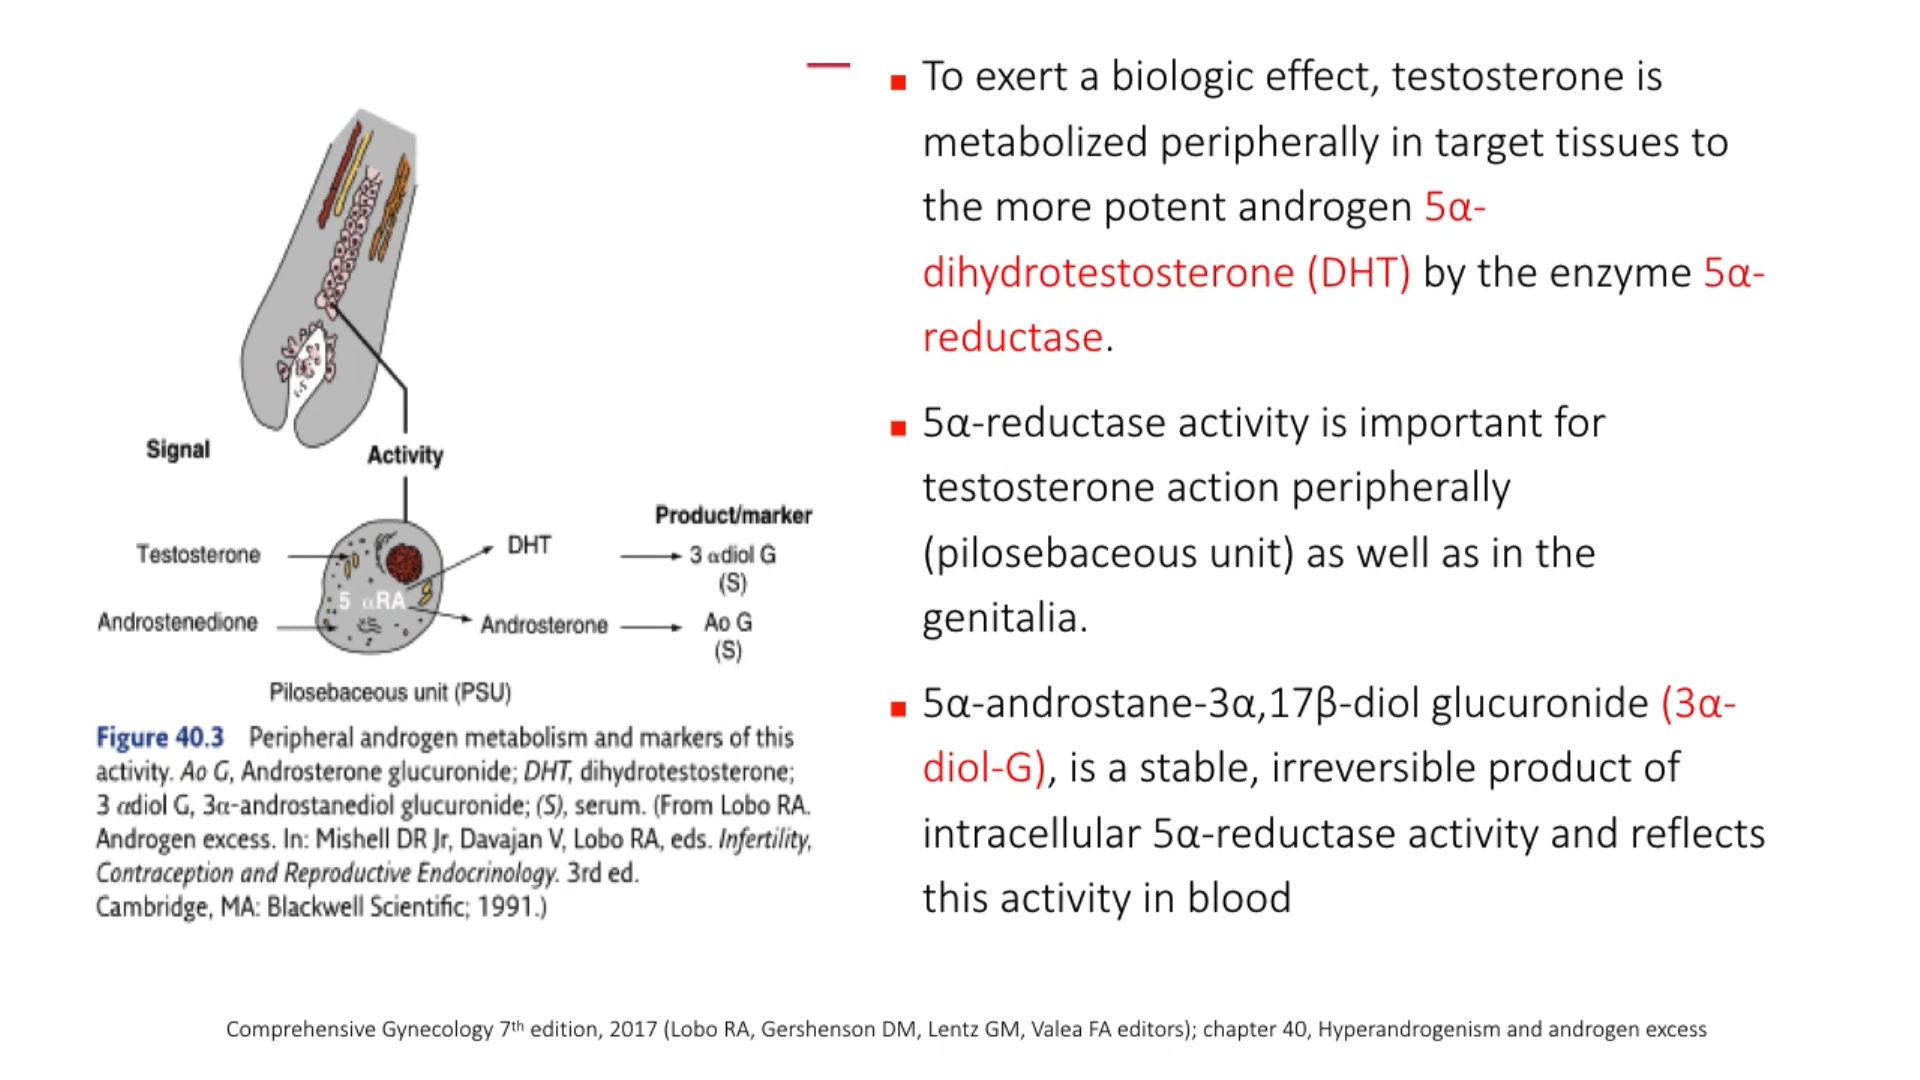 To exert a biologic effect, testosterone is
metabolized peripherally in target tissues to
the more potent androgen 5α-
dihydrotestosterone (DHT) by the enzyme 5α-
reductase.
5α-reductase activity is important for
testosterone action peripherally
(pilosebaceous unit) as well as in the
genitalia.
5α-androstane-3α,17β-diol glucuronide (3α-
diol-G), is a stable, irreversible product of
intracellular 5α-reductase activity and reflects
this activity in blood
Signal
Activity
Product/marker
Testosterone
DHT
3 αdiol G
(S)
5 αRA
Androstenedione
Androsterone
Ao G
(S)
Pilosebaceous unit (PSU)
Figure 40.3 Peripheral androgen metabolism and markers of this
activity. Ao G, Androsterone glucuronide; DHT, dihydrotestosterone;
3 αdiol G, 3α-androstanediol glucuronide; (S), serum. (From Lobo RA.
Androgen excess. In: Mishell DR Jr, Davajan V, Lobo RA, eds. Infertility,
Contraception and Reproductive Endocrinology. 3rd ed.
Cambridge, MA: Blackwell Scientific; 1991.)
Comprehensive Gynecology 7th edition, 2017 (Lobo RA, Gershenson DM, Lentz GM, Valea FA editors); chapter 40, Hyperandrogenism and androgen excess